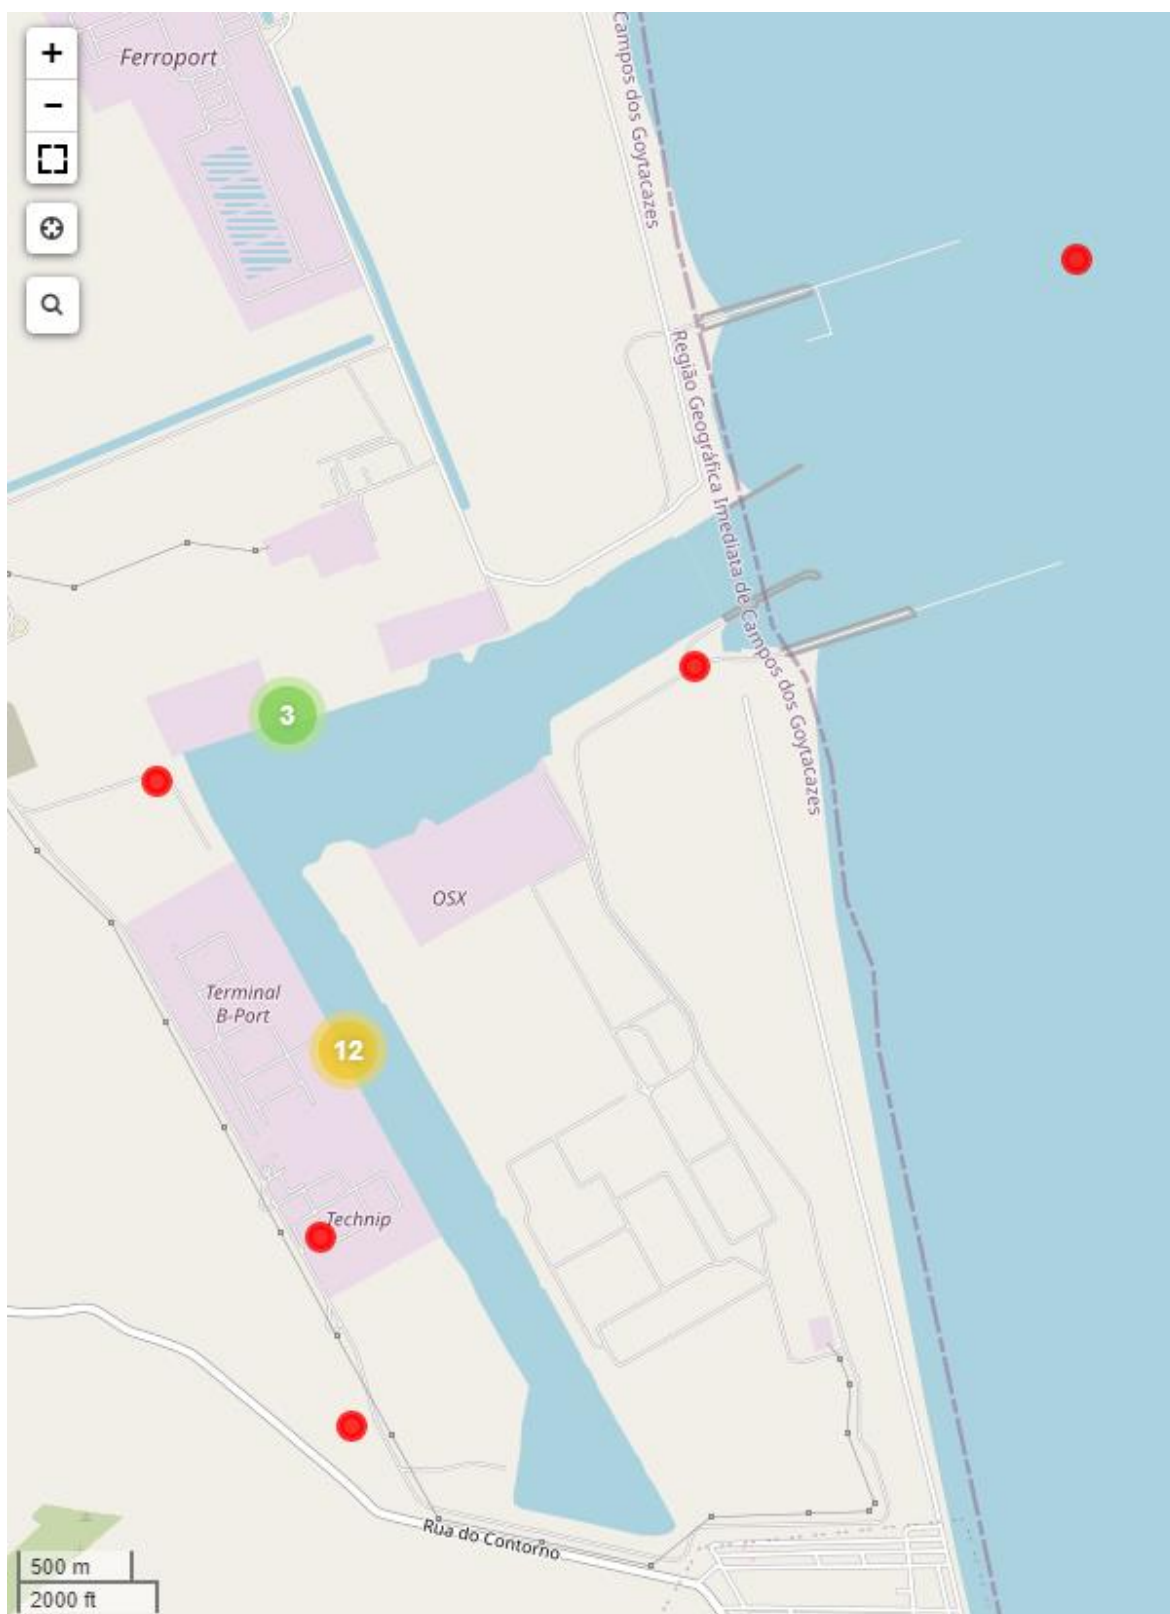 +
Ferroport
−
Campos dos Goytacazes
Região Geográfica Imediata de Campos dos Goytacazes
3
OSX
Terminal
B-Port
12
Technip
Rua do Contorno
500 m
2000 ft